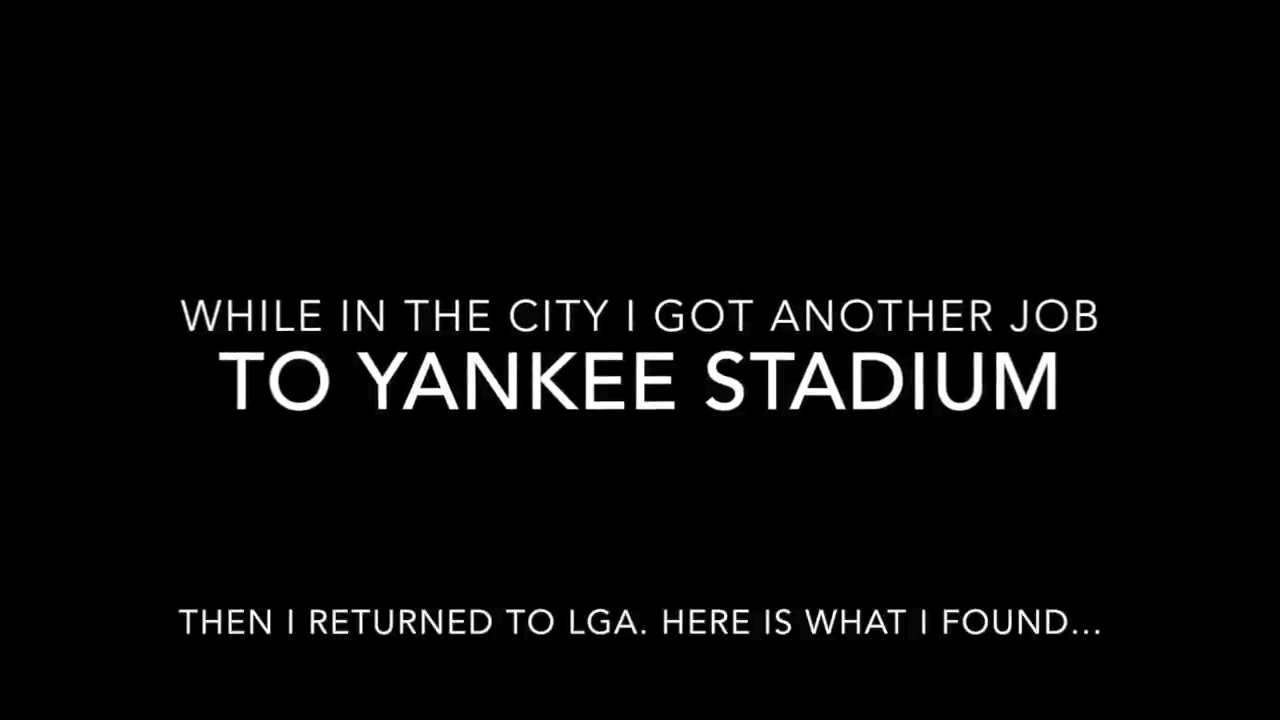 WHILE IN THE CITY I GOT ANOTHER JOB
TO YANKEE STADIUM
THEN I RETURNED TO LGA. HERE IS WHAT I FOUND...